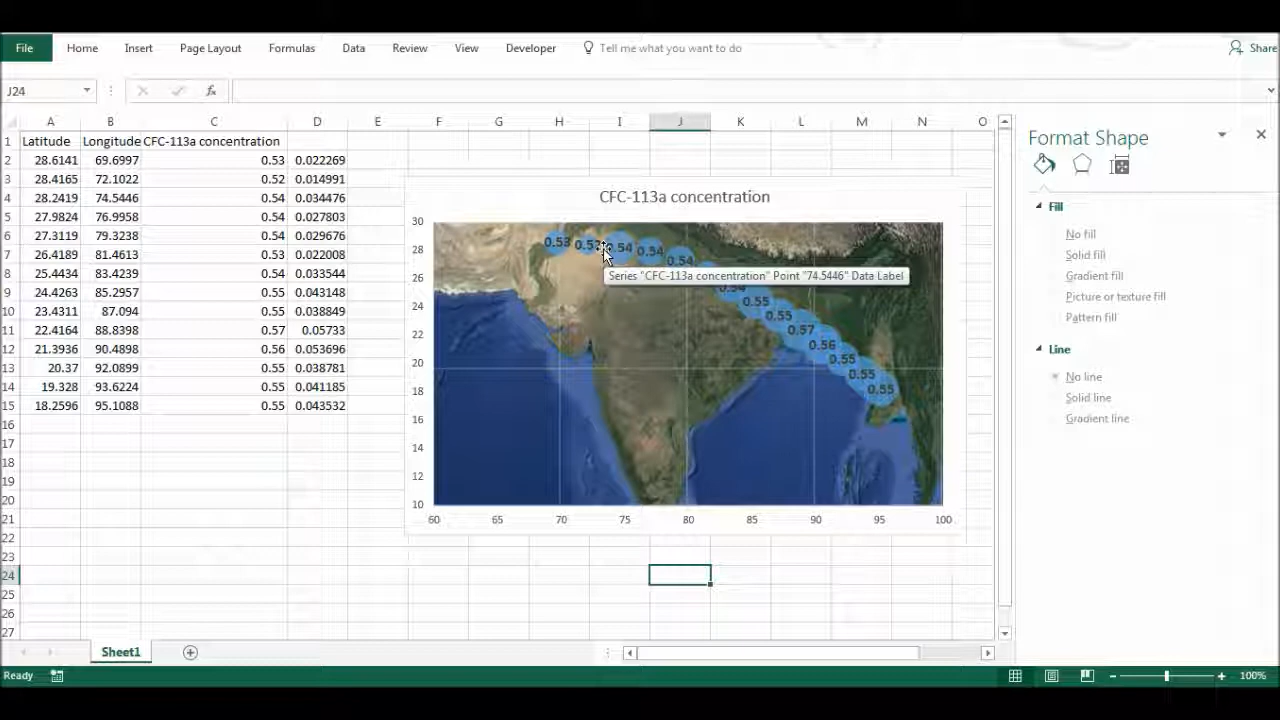 File Home Insert Page Layout Formulas Data Review View Developer Tell me what you want to do Share
J24 fx
A B C D E F G H I J K L M N O
1 Latitude Longitude CFC-113a concentration
2 28.6141 69.6997 0.53 0.022269
3 28.4165 72.1022 0.52 0.014991
4 28.2419 74.5446 0.54 0.034476
5 27.9824 76.9958 0.54 0.027803
6 27.3119 79.3238 0.54 0.029676
7 26.4189 81.4613 0.53 0.022008
8 25.4434 83.4239 0.54 0.033544
9 24.4263 85.2957 0.55 0.043148
10 23.4311 87.094 0.55 0.038849
11 22.4164 88.8398 0.57 0.05733
12 21.3936 90.4898 0.56 0.053696
13 20.37 92.0899 0.55 0.038781
14 19.328 93.6224 0.55 0.041185
15 18.2596 95.1088 0.55 0.043532
16
17
18
19
20
21
22
23
24
25
26
27
CFC-113a concentration
30
28
26
24
22
20
18
16
14
12
10
60 65 70 75 80 85 90 95 100
0.53 0.54 0.54 0.54
Series "CFC-113a concentration" Point "74.5446" Data Label
0.54
0.55
0.55
0.57
0.56
0.55
0.55
0.55
Format Shape
Fill
No fill
Solid fill
Gradient fill
Picture or texture fill
Pattern fill
Line
No line
Solid line
Gradient line
Sheet1
Ready 100%